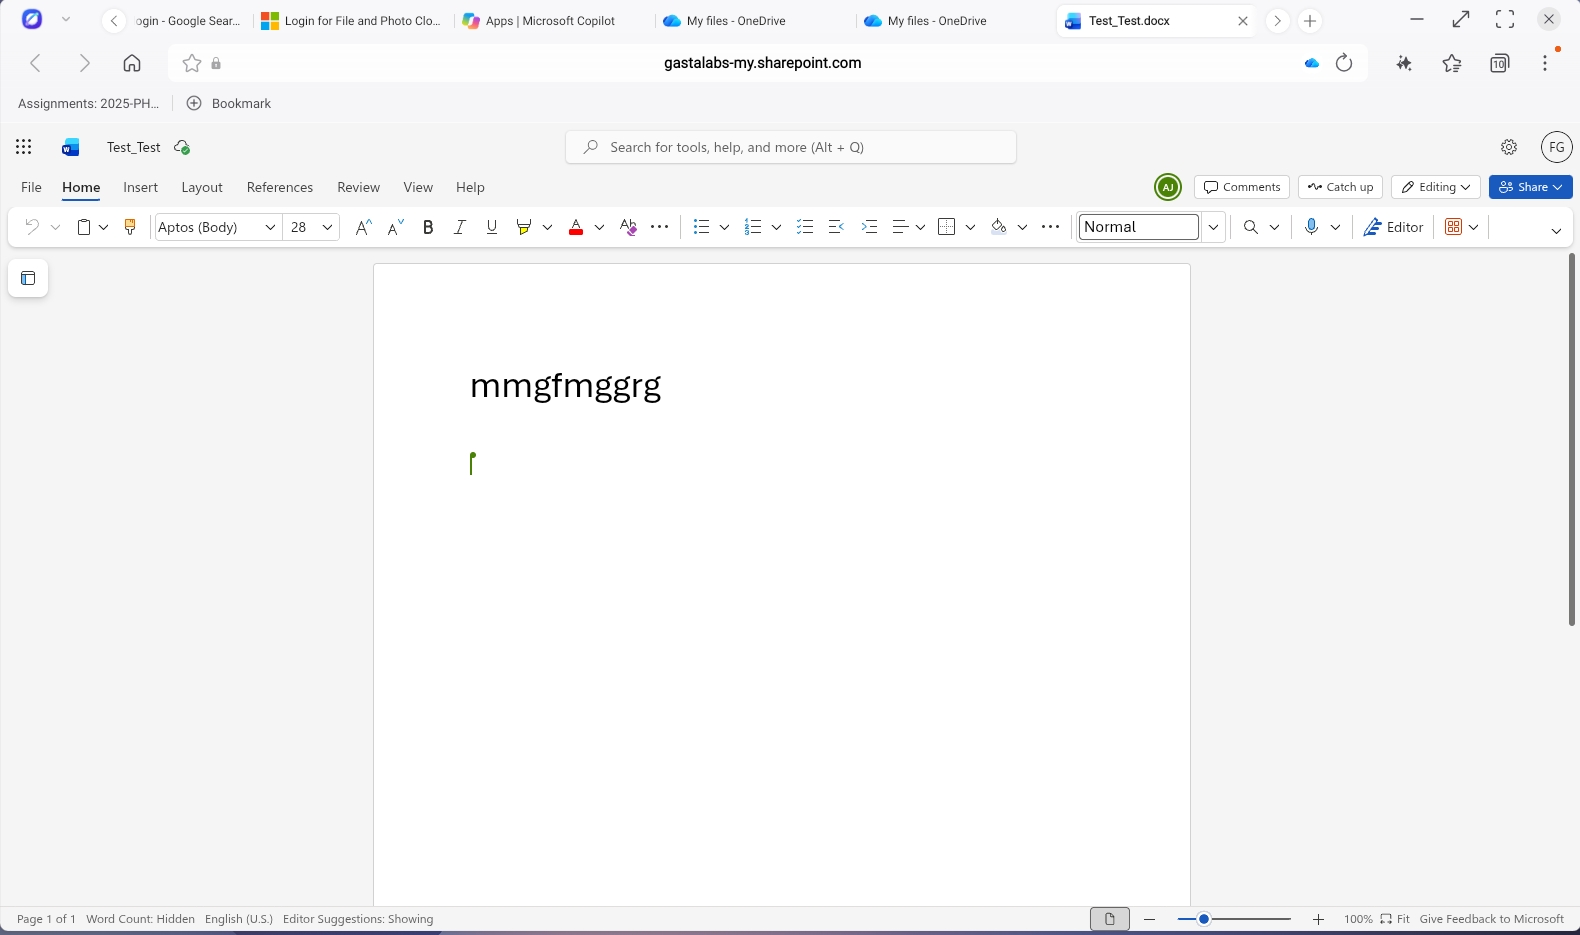 ogin - Google Sear...
Login for File and Photo Clo...
Apps | Microsoft Copilot
My files - OneDrive
My files - OneDrive
Test_Test.docx
gastalabs-my.sharepoint.com
10
Assignments: 2025-PH...
Bookmark
Test_Test
Search for tools, help, and more (Alt + Q)
FG
File Home Insert Layout References Review View Help
AJ
Comments
Catch up
Editing
Share
Aptos (Body) 28
Normal
Editor
mmgfmggrg
Page 1 of 1 Word Count: Hidden English (U.S.) Editor Suggestions: Showing
100% Fit Give Feedback to Microsoft